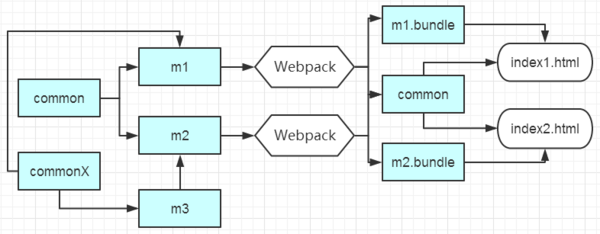 m1.bundle
m1
Webpack
index1.html
common
common
m2
Webpack
index2.html
commonX
m2.bundle
m3